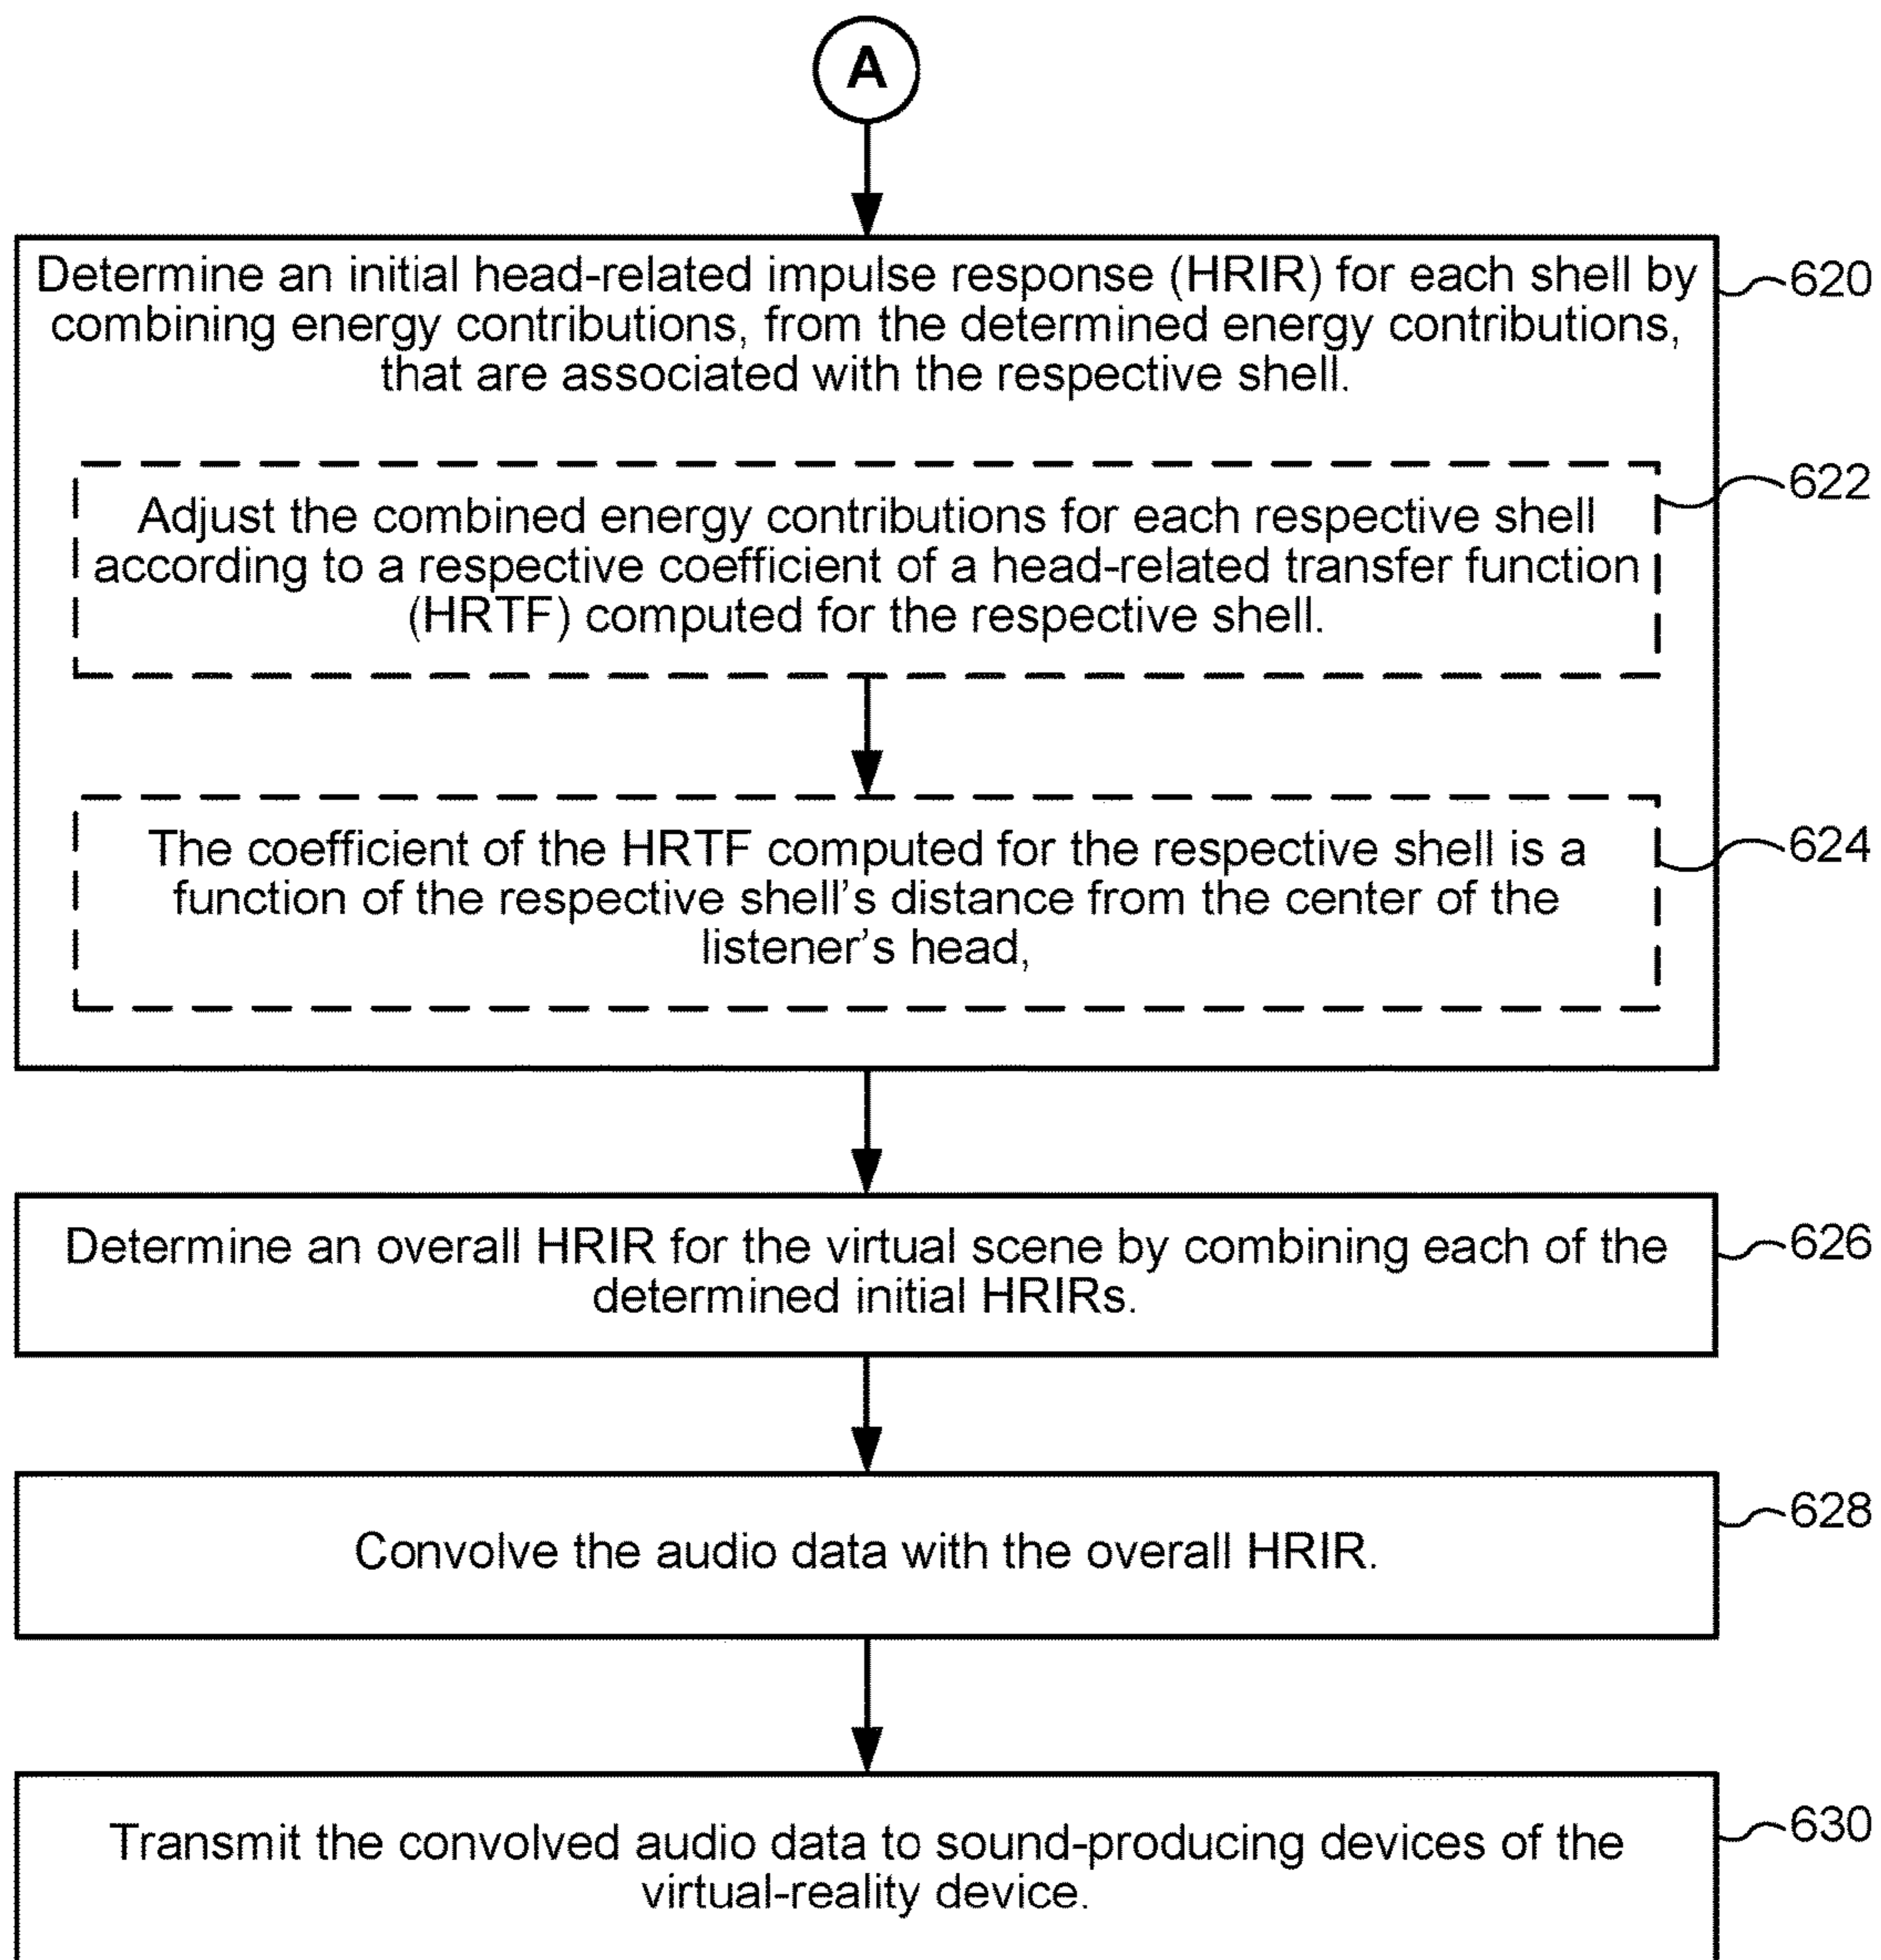 A
Determine an initial head-related impulse response (HRIR) for each shell by
combining energy contributions, from the determined energy contributions,
that are associated with the respective shell.
620
Adjust the combined energy contributions for each respective shell
according to a respective coefficient of a head-related transfer function
(HRTF) computed for the respective shell.
622
The coefficient of the HRTF computed for the respective shell is a
function of the respective shell's distance from the center of the
listener's head,
624
Determine an overall HRIR for the virtual scene by combining each of the
determined initial HRIRs.
626
Convolve the audio data with the overall HRIR.
628
Transmit the convolved audio data to sound-producing devices of the
virtual-reality device.
630